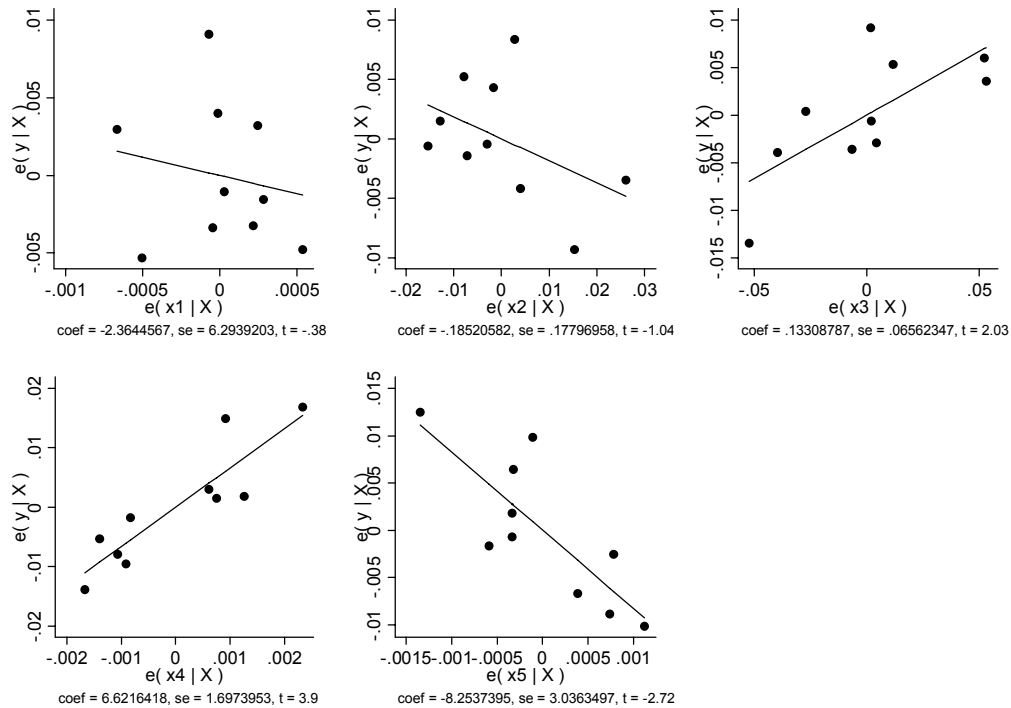 e( y | X )
-.005 0 .005 .01
-.001 -.0005 0 .0005
e( x1 | X )
coef = -2.3644567, se = 6.2939203, t = -.38
e( y | X )
-.01 -.005 0 .005 .01
-.02 -.01 0 .01 .02 .03
e( x2 | X )
coef = -.18520582, se = .17796958, t = -1.04
e( y | X )
-.015 -.01 -.005 0 .005 .01
-.05 0 .05
e( x3 | X )
coef = .13308787, se = .06562347, t = 2.03
e( y | X )
-.02 -.01 0 .01 .02
-.002 -.001 0 .001 .002
e( x4 | X )
coef = 6.6216418, se = 1.6973953, t = 3.9
e( y | X )
-.01 -.005 0 .005 .01 .015
-.0015 -.001 -.0005 0 .0005 .001
e( x5 | X )
coef = -8.2537395, se = 3.0363497, t = -2.72